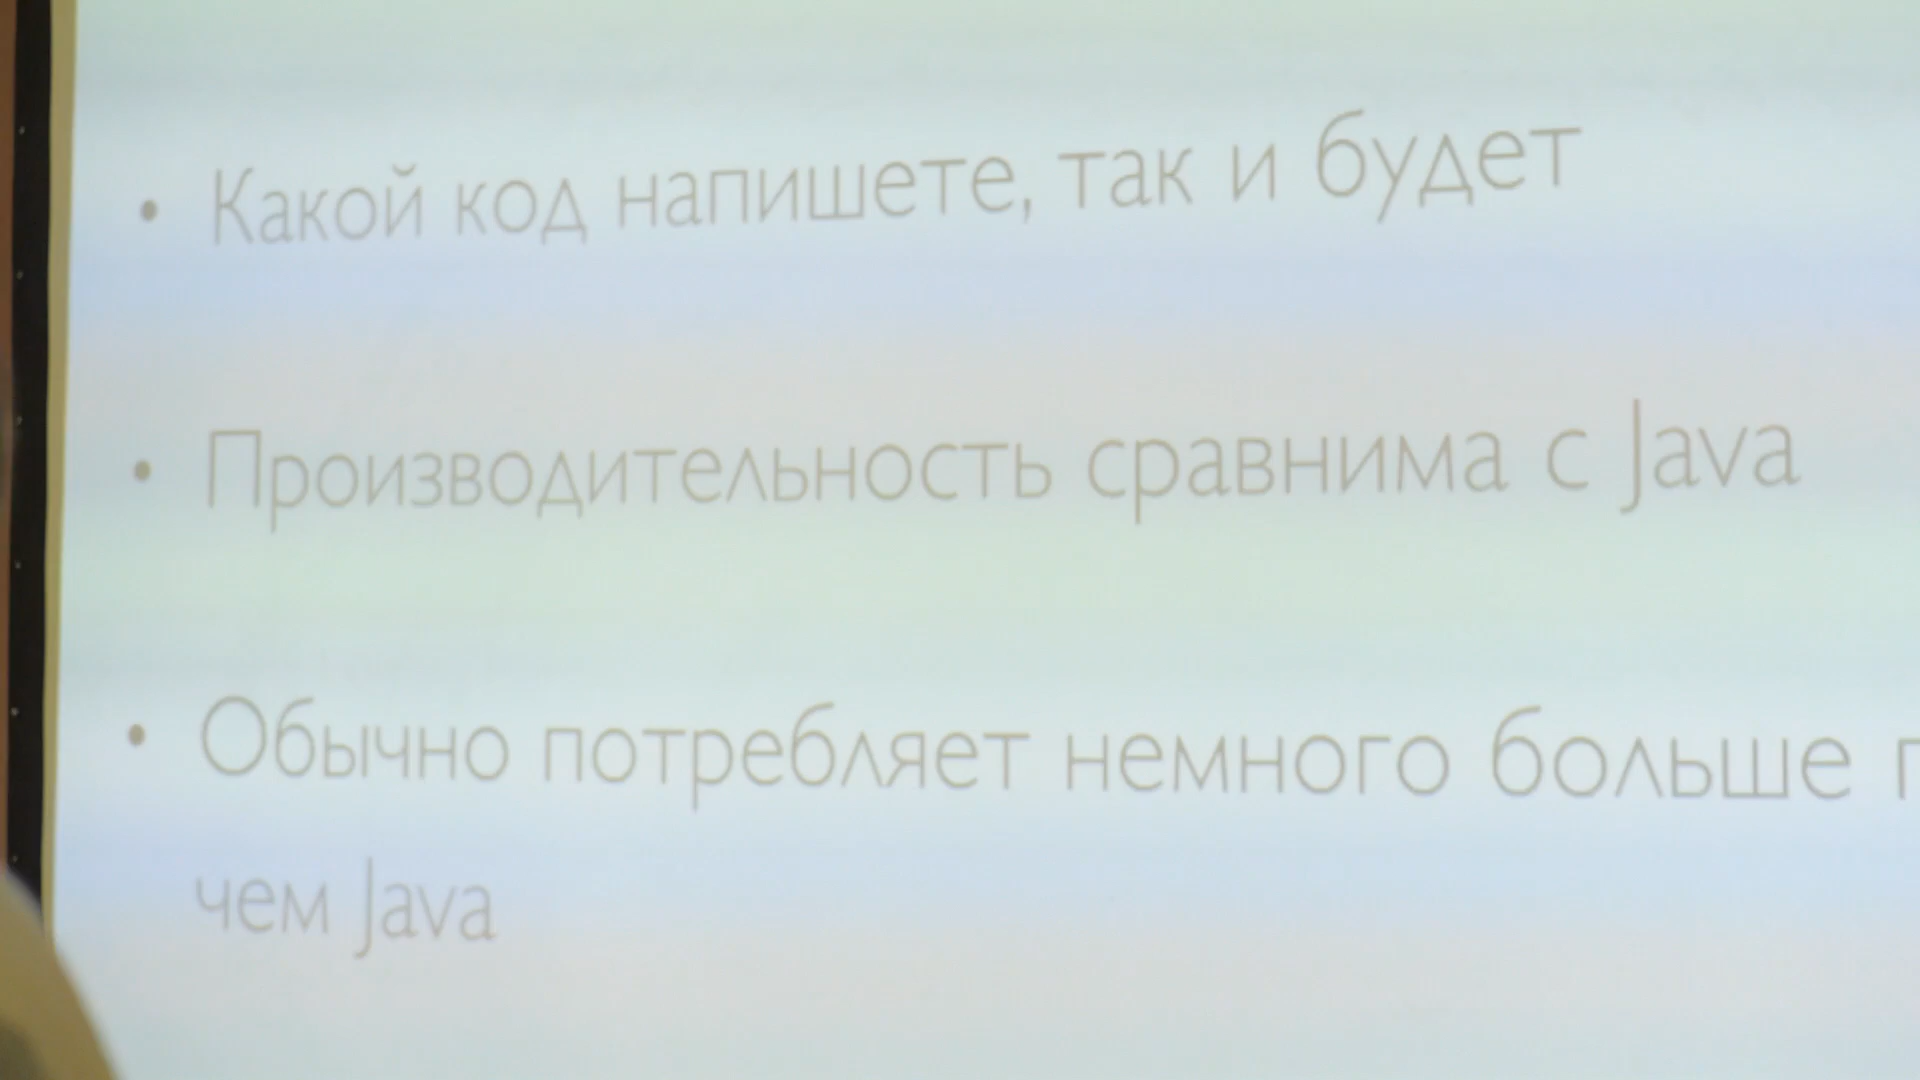 • Какой код напишете, так и будет
• Производительность сравнима с Java
• Обычно потребляет немного больше
чем Java